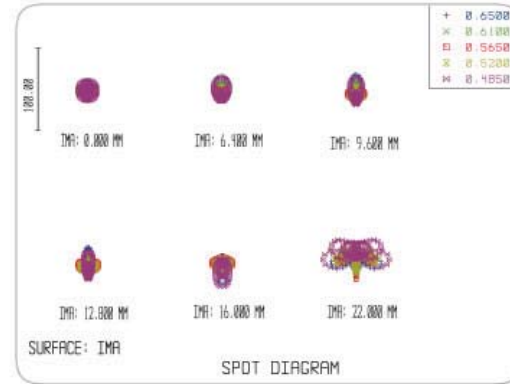 + 0.6500
× 0.6100
0.5650
0.5200
0.4850
100.00
IMA: 0.000 MM
IMA: 6.400 MM
IMA: 9.600 MM
IMA: 12.800 MM
IMA: 16.000 MM
IMA: 22.000 MM
SURFACE: IMA
SPOT DIAGRAM